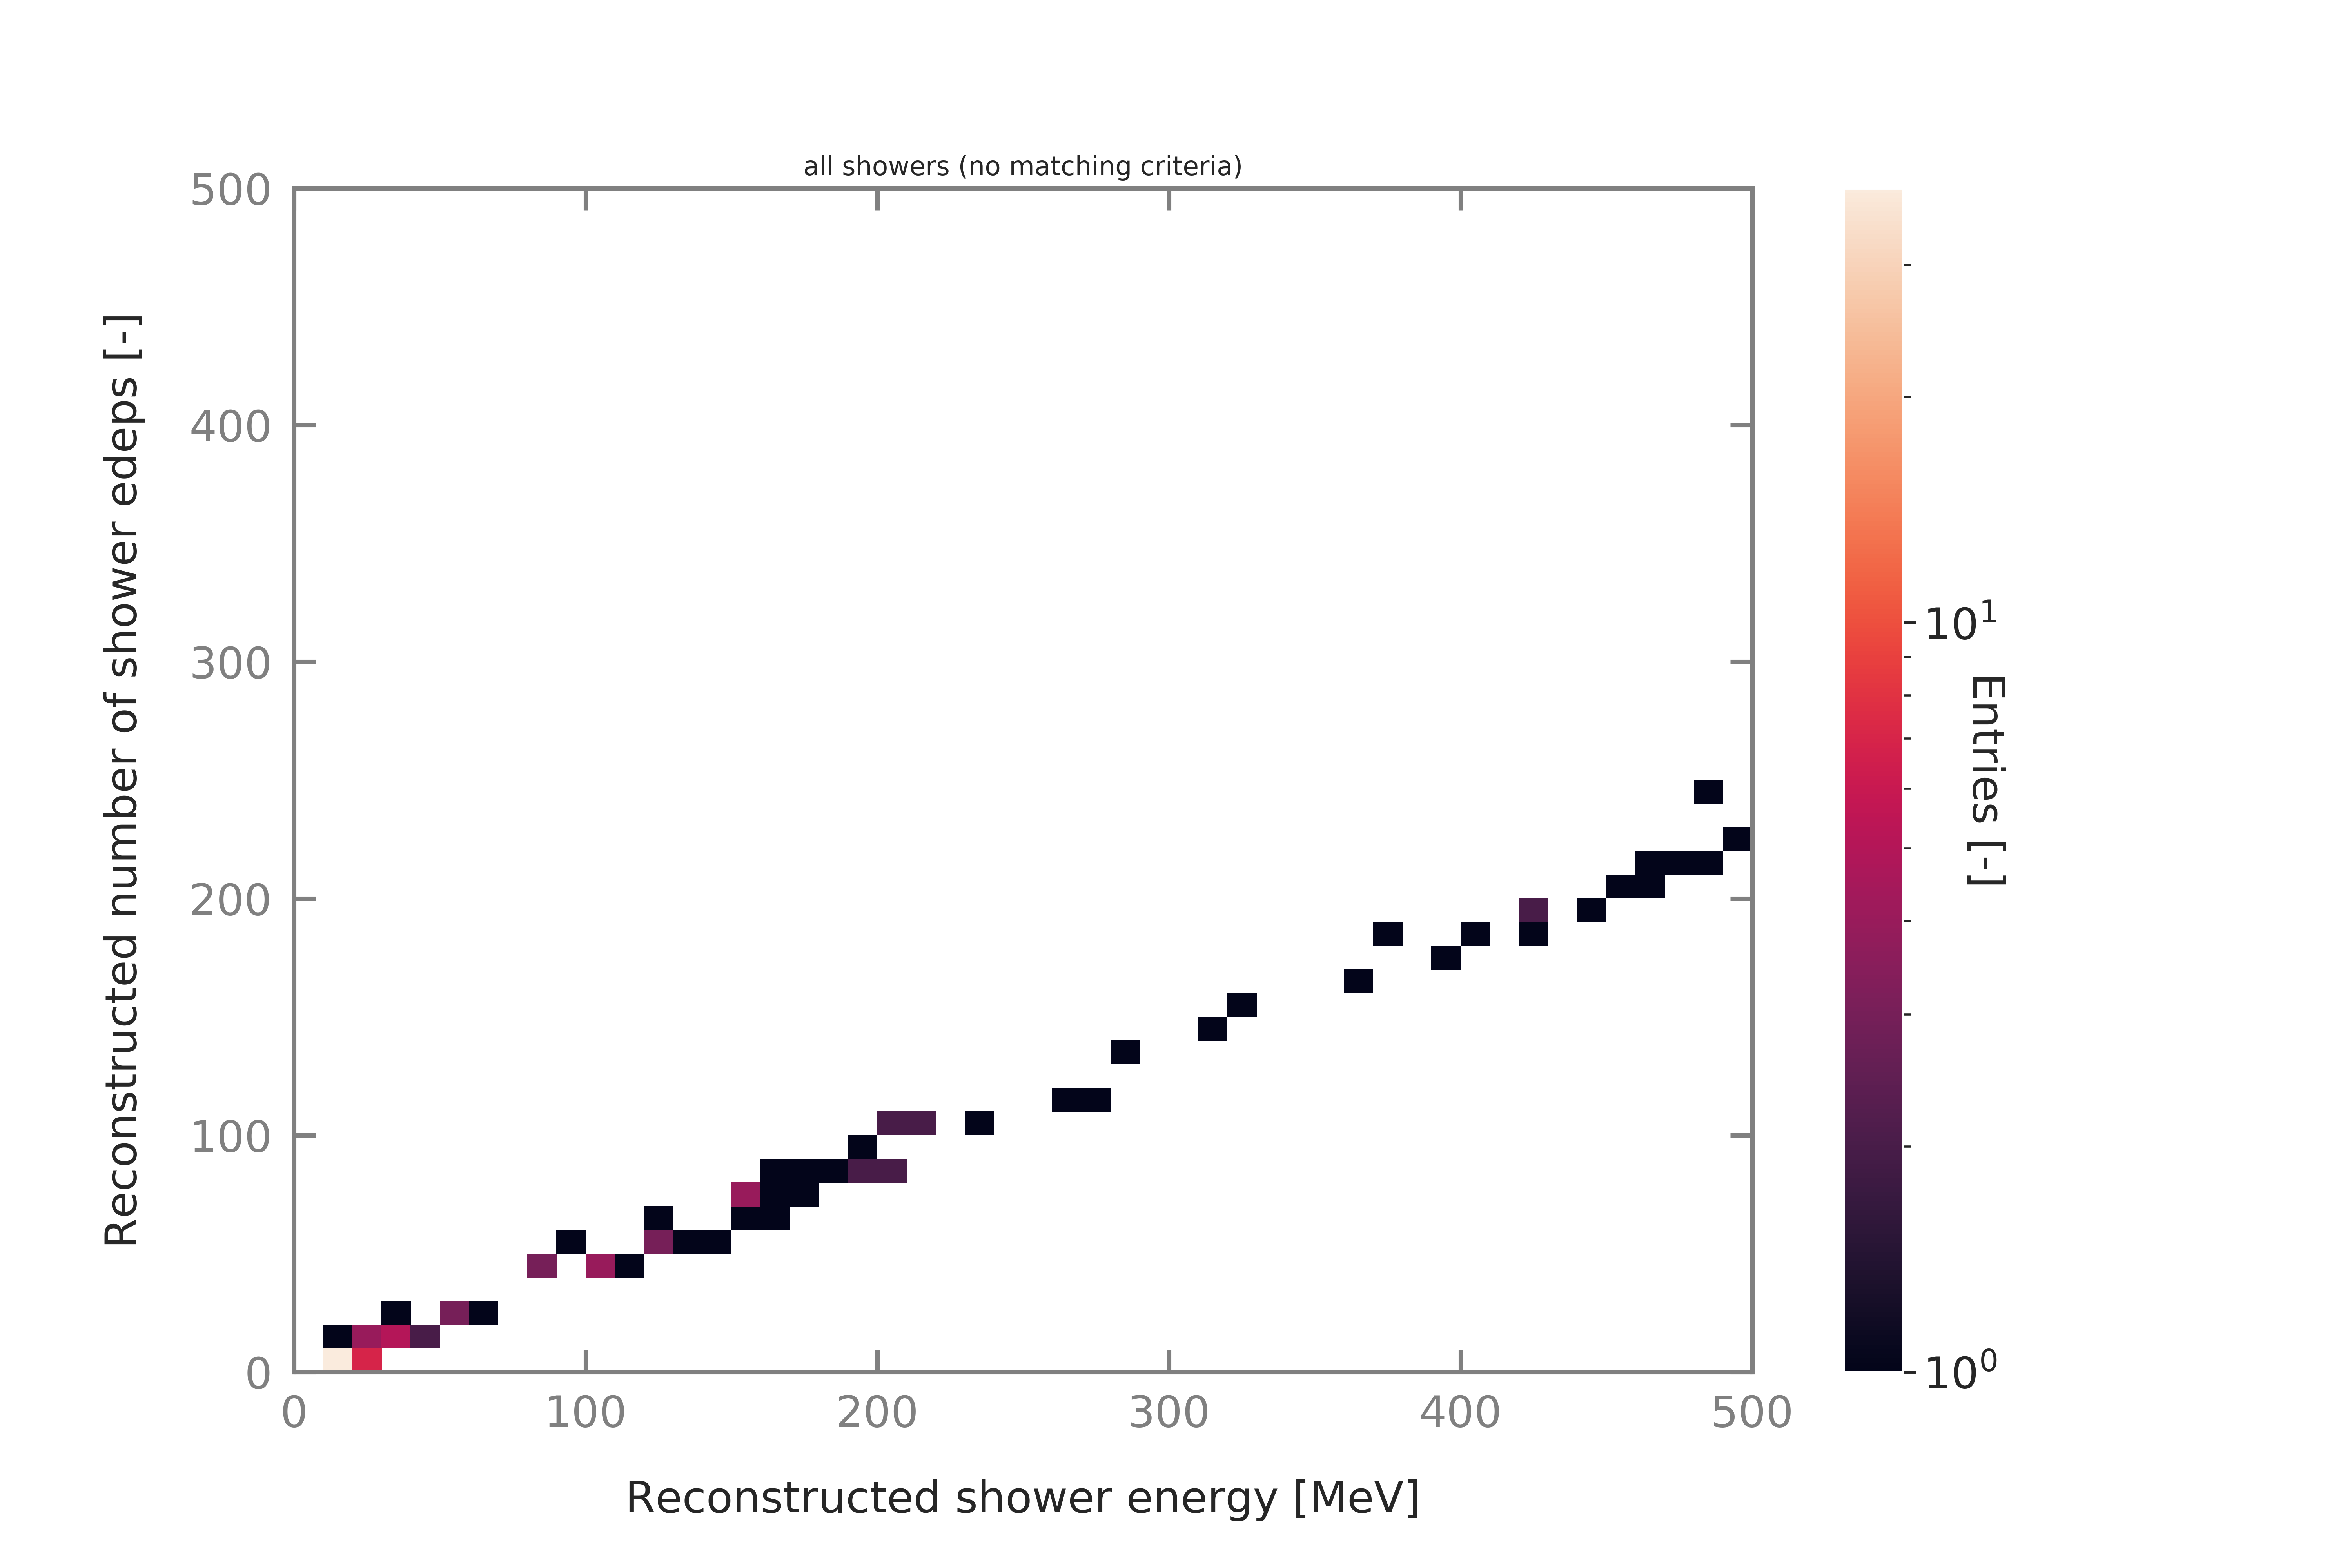 all showers (no matching criteria)
500
400
300
200
100
0
Reconstructed number of shower edeps [-]
0 100 200 300 400 500
Reconstructed shower energy [MeV]
10¹
10⁰
Entries [-]